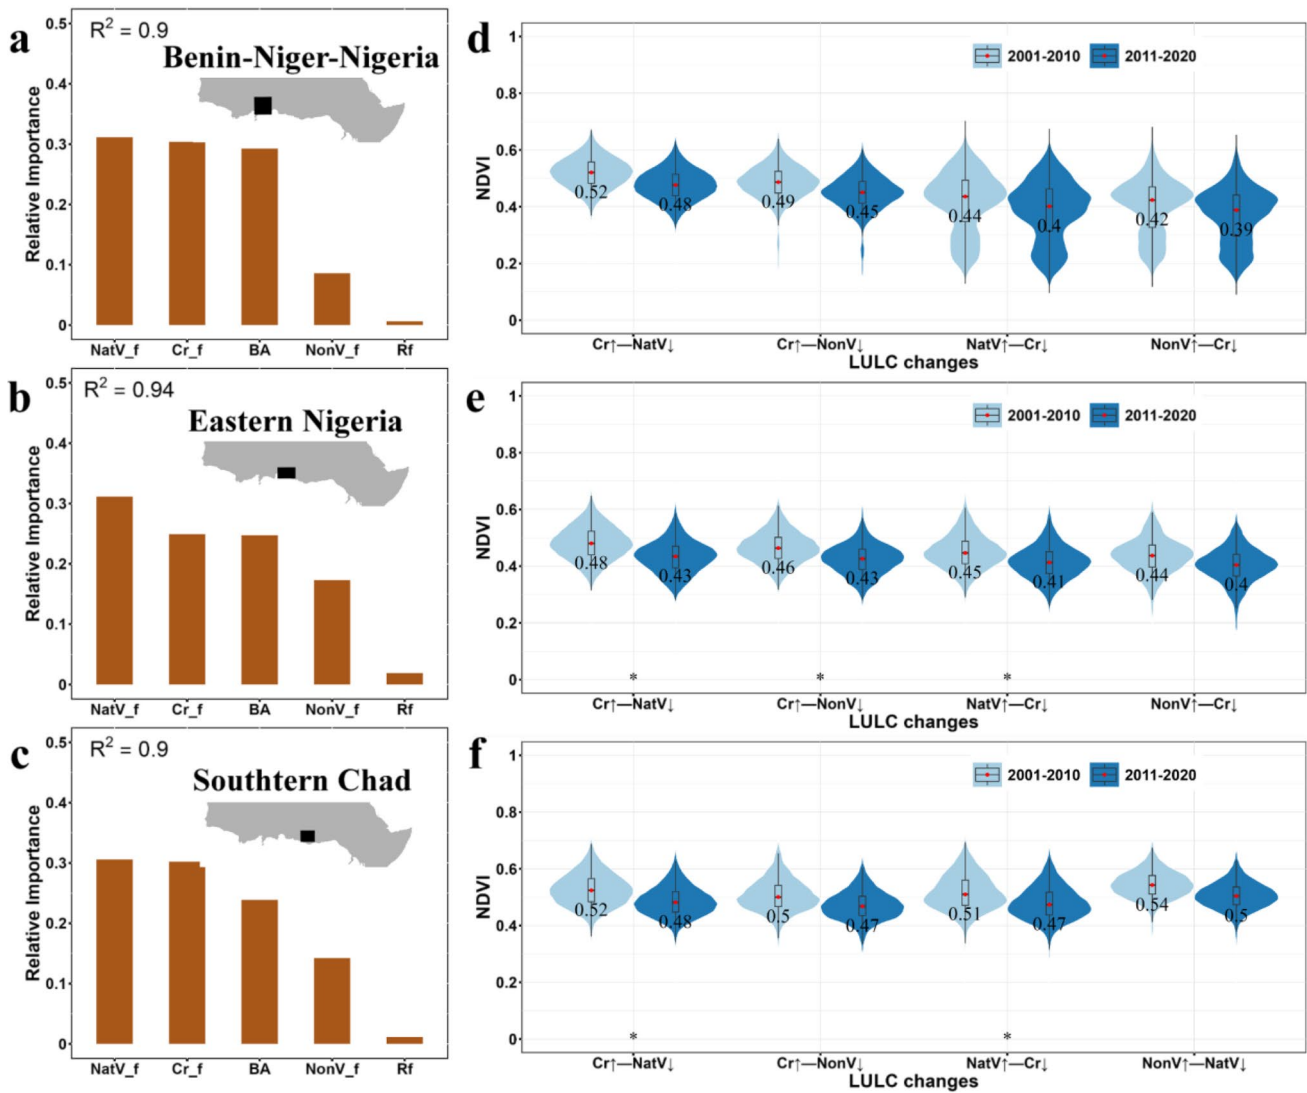 a
R² = 0.9
Benin-Niger-Nigeria
Relative Importance
0.5
0.4
0.3
0.2
0.1
0
NatV_f Cr_f BA NonV_f Rf
d
NDVI
1
0.8
0.6
0.4
0.2
0
2001-2010 2011-2020
0.52 0.48 0.49 0.45 0.44 0.4 0.42 0.39
Cr↑—NatV↓ Cr↑—NonV↓ NatV↑—Cr↓ NonV↑—Cr↓
LULC changes
b
R² = 0.94
Eastern Nigeria
Relative Importance
0.5
0.4
0.3
0.2
0.1
0
NatV_f Cr_f BA NonV_f Rf
e
NDVI
1
0.8
0.6
0.4
0.2
0
2001-2010 2011-2020
0.48 0.43 0.46 0.43 0.45 0.41 0.44 0.4
* * *
Cr↑—NatV↓ Cr↑—NonV↓ NatV↑—Cr↓ NonV↑—Cr↓
LULC changes
c
R² = 0.9
Southtern Chad
Relative Importance
0.5
0.4
0.3
0.2
0.1
0
NatV_f Cr_f BA NonV_f Rf
f
NDVI
1
0.8
0.6
0.4
0.2
0
2001-2010 2011-2020
0.52 0.48 0.5 0.47 0.51 0.47 0.54 0.5
* *
Cr↑—NatV↓ Cr↑—NonV↓ NatV↑—Cr↓ NonV↑—NatV↓
LULC changes